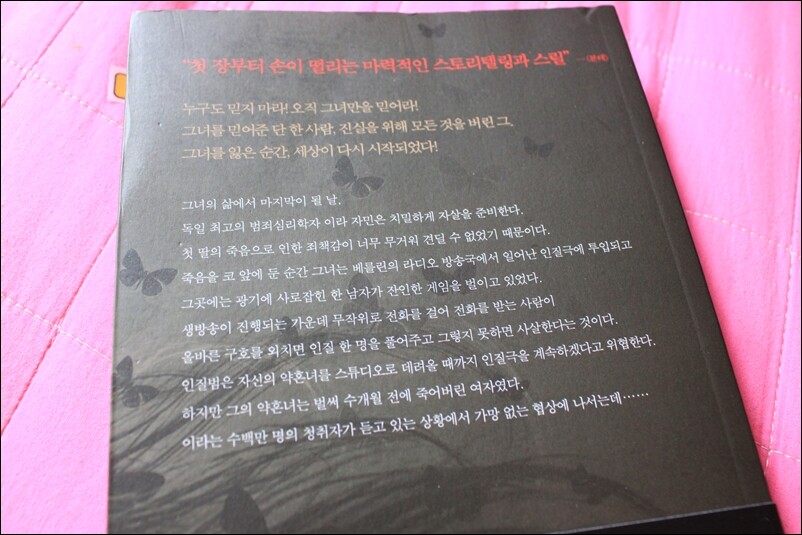 "첫 장부터 손이 떨리는 마력적인 스토리텔링과 스릴" —〈분테〉
누구도 믿지 마라! 오직 그녀만을 믿어라!
그녀를 믿어준 단 한 사람, 진실을 위해 모든 것을 버린 그.
그녀를 잃은 순간, 세상이 다시 시작되었다!
그녀의 삶에서 마지막이 될 날.
독일 최고의 범죄심리학자 이라 자민은 치밀하게 자살을 준비한다.
첫 딸의 죽음으로 인한 죄책감이 너무 무거워 견딜 수 없었기 때문이다.
죽음을 코 앞에 둔 순간 그녀는 베를린의 라디오 방송국에서 일어난 인질극에 투입되고
그곳에는 광기에 사로잡힌 한 남자가 잔인한 게임을 벌이고 있었다.
생방송이 진행되는 가운데 무작위로 전화를 걸어 전화를 받는 사람이
올바른 구호를 외치면 인질 한 명을 풀어주고 그렇지 못하면 사살한다는 것이다.
인질범은 자신의 약혼녀를 스튜디오로 데려올 때까지 인질극을 계속하겠다고 위협한다.
하지만 그의 약혼녀는 벌써 수개월 전에 죽어버린 여자였다.
이라는 수백만 명의 청취자가 듣고 있는 상황에서 가망 없는 협상에 나서는데……